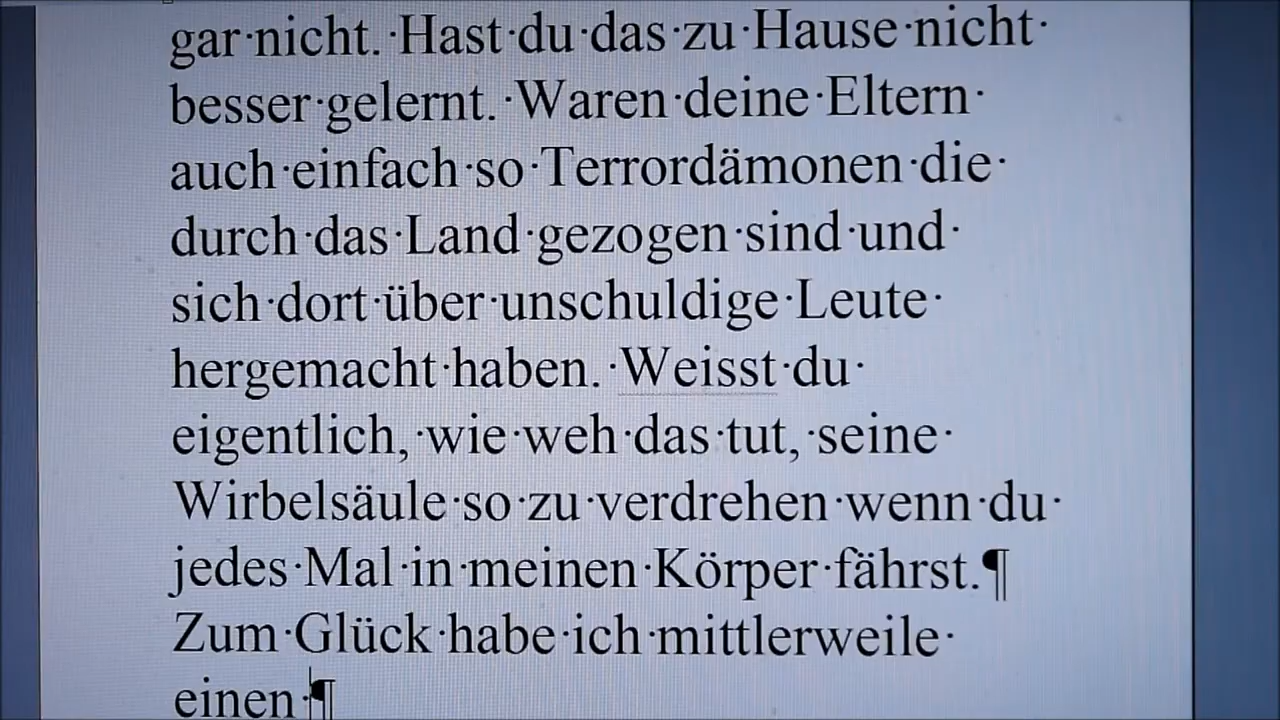 gar nicht. Hast du das zu Hause nicht
besser gelernt. Waren deine Eltern
auch einfach so Terrordämonen die
durch das Land gezogen sind und
sich dort über unschuldige Leute
hergemacht haben. Weisst du
eigentlich, wie weh das tut, seine
Wirbelsäule so zu verdrehen wenn du
jedes Mal in meinen Körper fährst.¶
Zum Glück habe ich mittlerweile
einen ¶